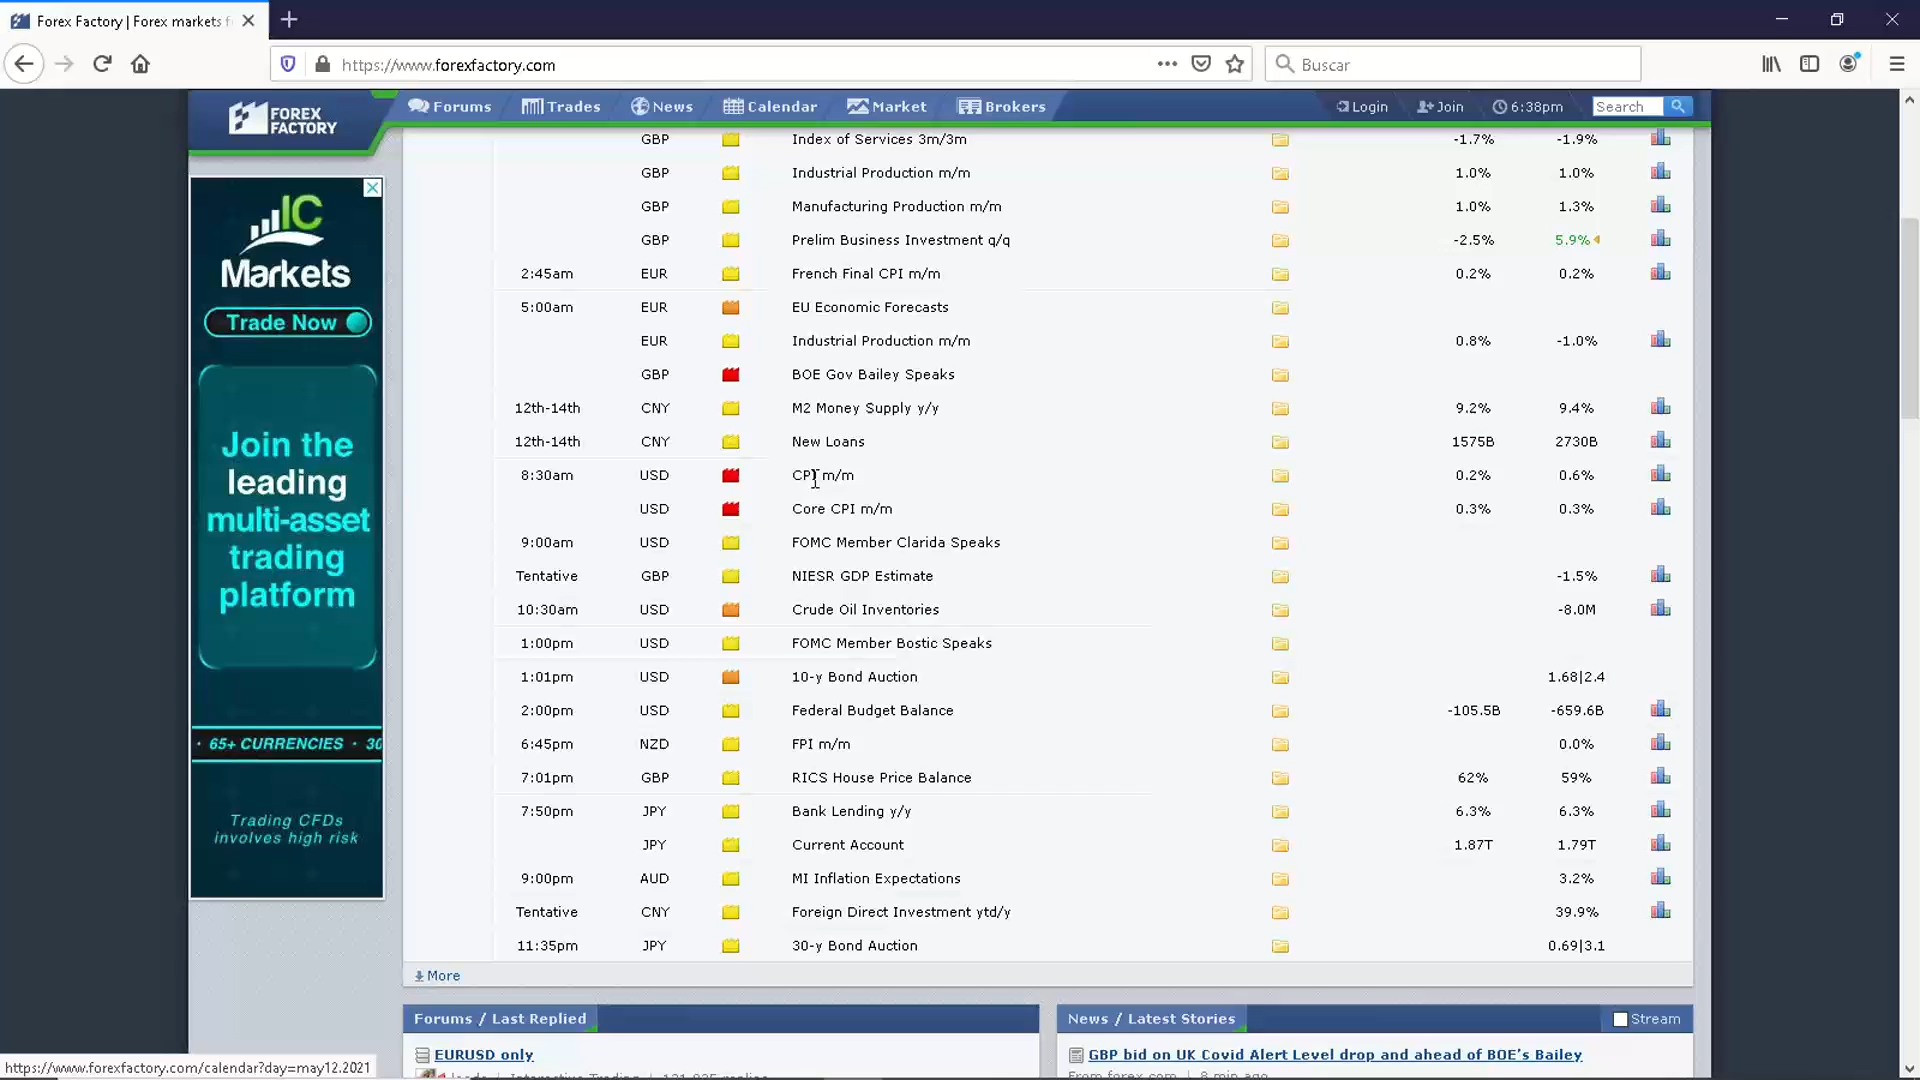 Forex Factory | Forex markets f
https://www.forexfactory.com
Buscar
FOREX FACTORY
Forums Trades News Calendar Market Brokers Login Join 6:38pm Search
GBP Index of Services 3m/3m -1.7% -1.9%
GBP Industrial Production m/m 1.0% 1.0%
GBP Manufacturing Production m/m 1.0% 1.3%
GBP Prelim Business Investment q/q -2.5% 5.9%
2:45am EUR French Final CPI m/m 0.2% 0.2%
5:00am EUR EU Economic Forecasts
EUR Industrial Production m/m 0.8% -1.0%
GBP BOE Gov Bailey Speaks
12th-14th CNY M2 Money Supply y/y 9.2% 9.4%
12th-14th CNY New Loans 1575B 2730B
8:30am USD CPI m/m 0.2% 0.6%
USD Core CPI m/m 0.3% 0.3%
9:00am USD FOMC Member Clarida Speaks
Tentative GBP NIESR GDP Estimate -1.5%
10:30am USD Crude Oil Inventories -8.0M
1:00pm USD FOMC Member Bostic Speaks
1:01pm USD 10-y Bond Auction 1.68|2.4
2:00pm USD Federal Budget Balance -105.5B -659.6B
6:45pm NZD FPI m/m 0.0%
7:01pm GBP RICS House Price Balance 62% 59%
7:50pm JPY Bank Lending y/y 6.3% 6.3%
JPY Current Account 1.87T 1.79T
9:00pm AUD MI Inflation Expectations 3.2%
Tentative CNY Foreign Direct Investment ytd/y 39.9%
11:35pm JPY 30-y Bond Auction 0.69|3.1
More
IC
Markets
Trade Now
Join the
leading
multi-asset
trading
platform
· 65+ CURRENCIES · 30
Trading CFDs
involves high risk
Forums / Last Replied
EURUSD only
News / Latest Stories
Stream
GBP bid on UK Covid Alert Level drop and ahead of BOE's Bailey
From forex.com | 8 min ago
https://www.forexfactory.com/calendar?day=may12.2021